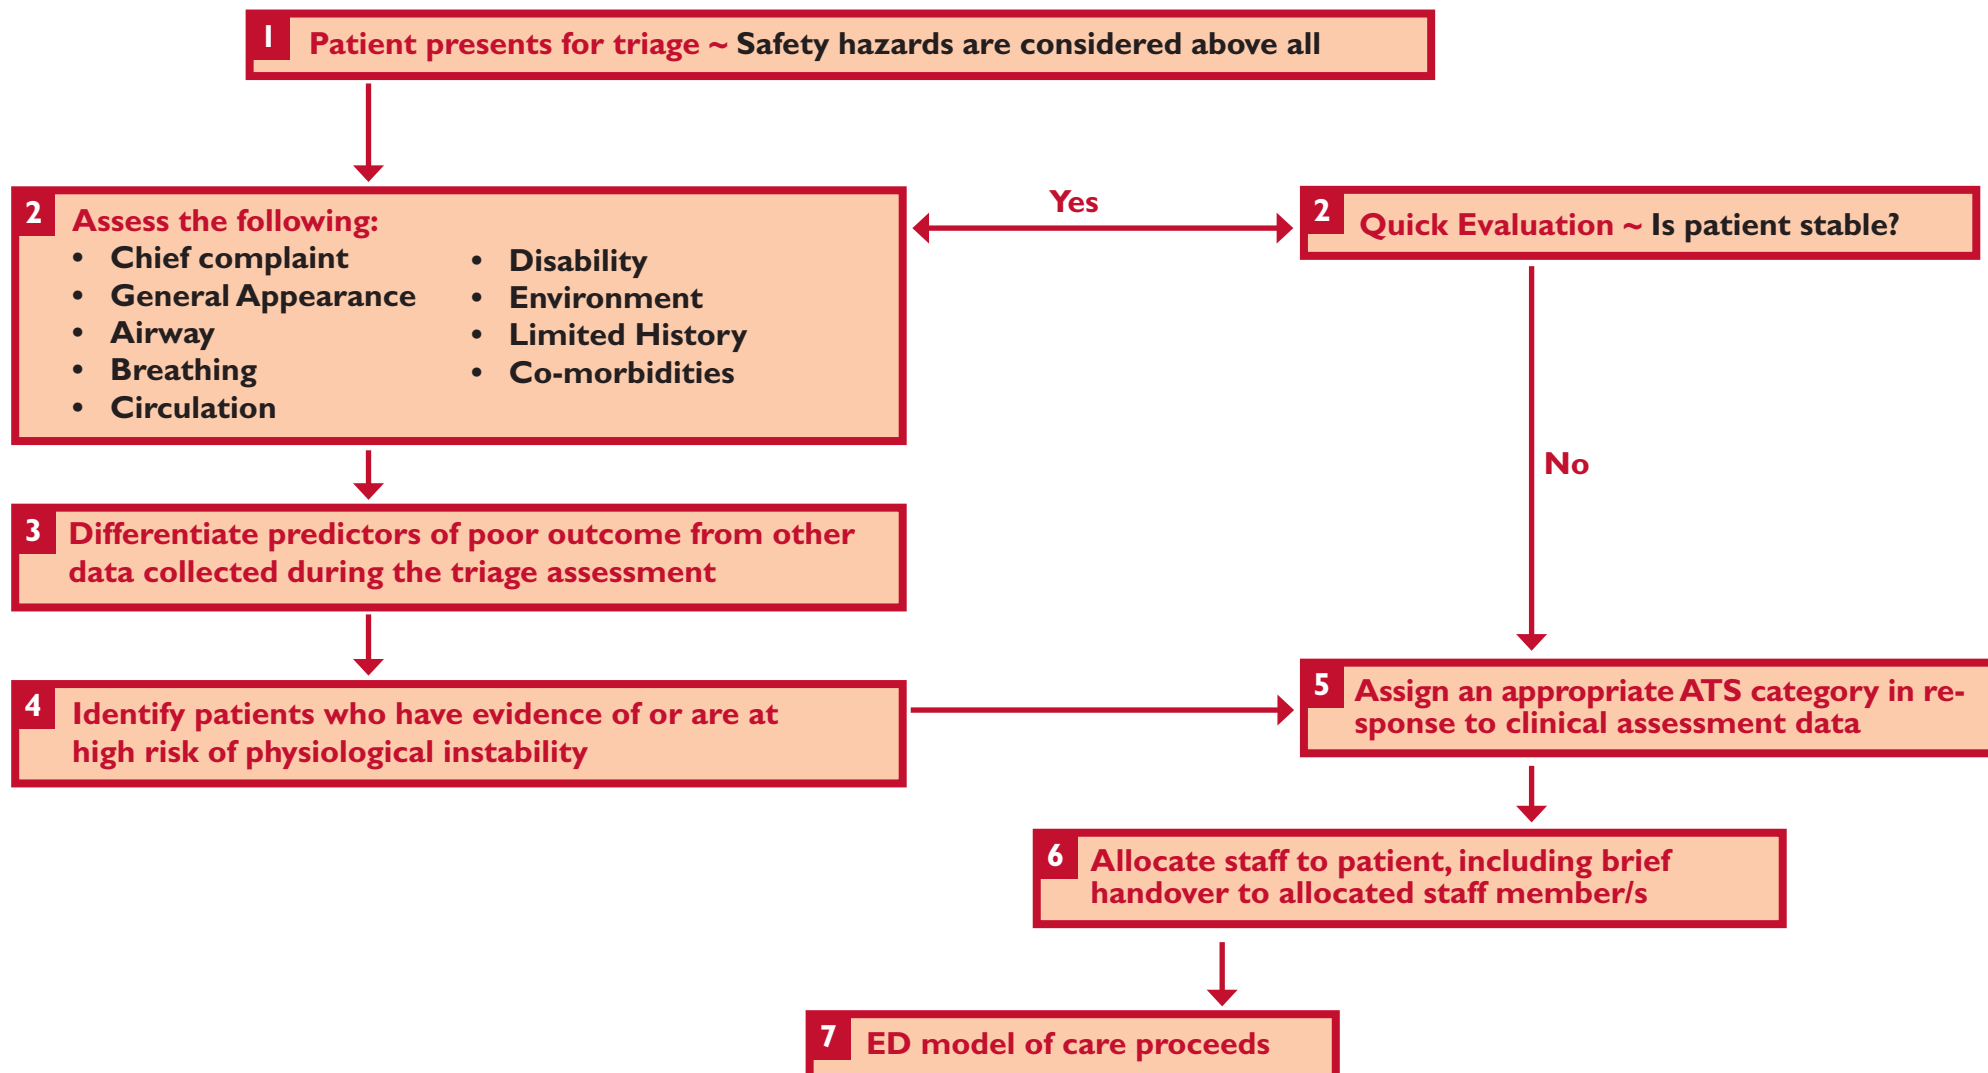 1 Patient presents for triage ~ Safety hazards are considered above all
2 Assess the following:
• Chief complaint
• General Appearance
• Airway
• Breathing
• Circulation
• Disability
• Environment
• Limited History
• Co-morbidities
Yes
2 Quick Evaluation ~ Is patient stable?
No
3 Differentiate predictors of poor outcome from other
data collected during the triage assessment
4 Identify patients who have evidence of or are at
high risk of physiological instability
5 Assign an appropriate ATS category in re-
sponse to clinical assessment data
6 Allocate staff to patient, including brief
handover to allocated staff member/s
7 ED model of care proceeds